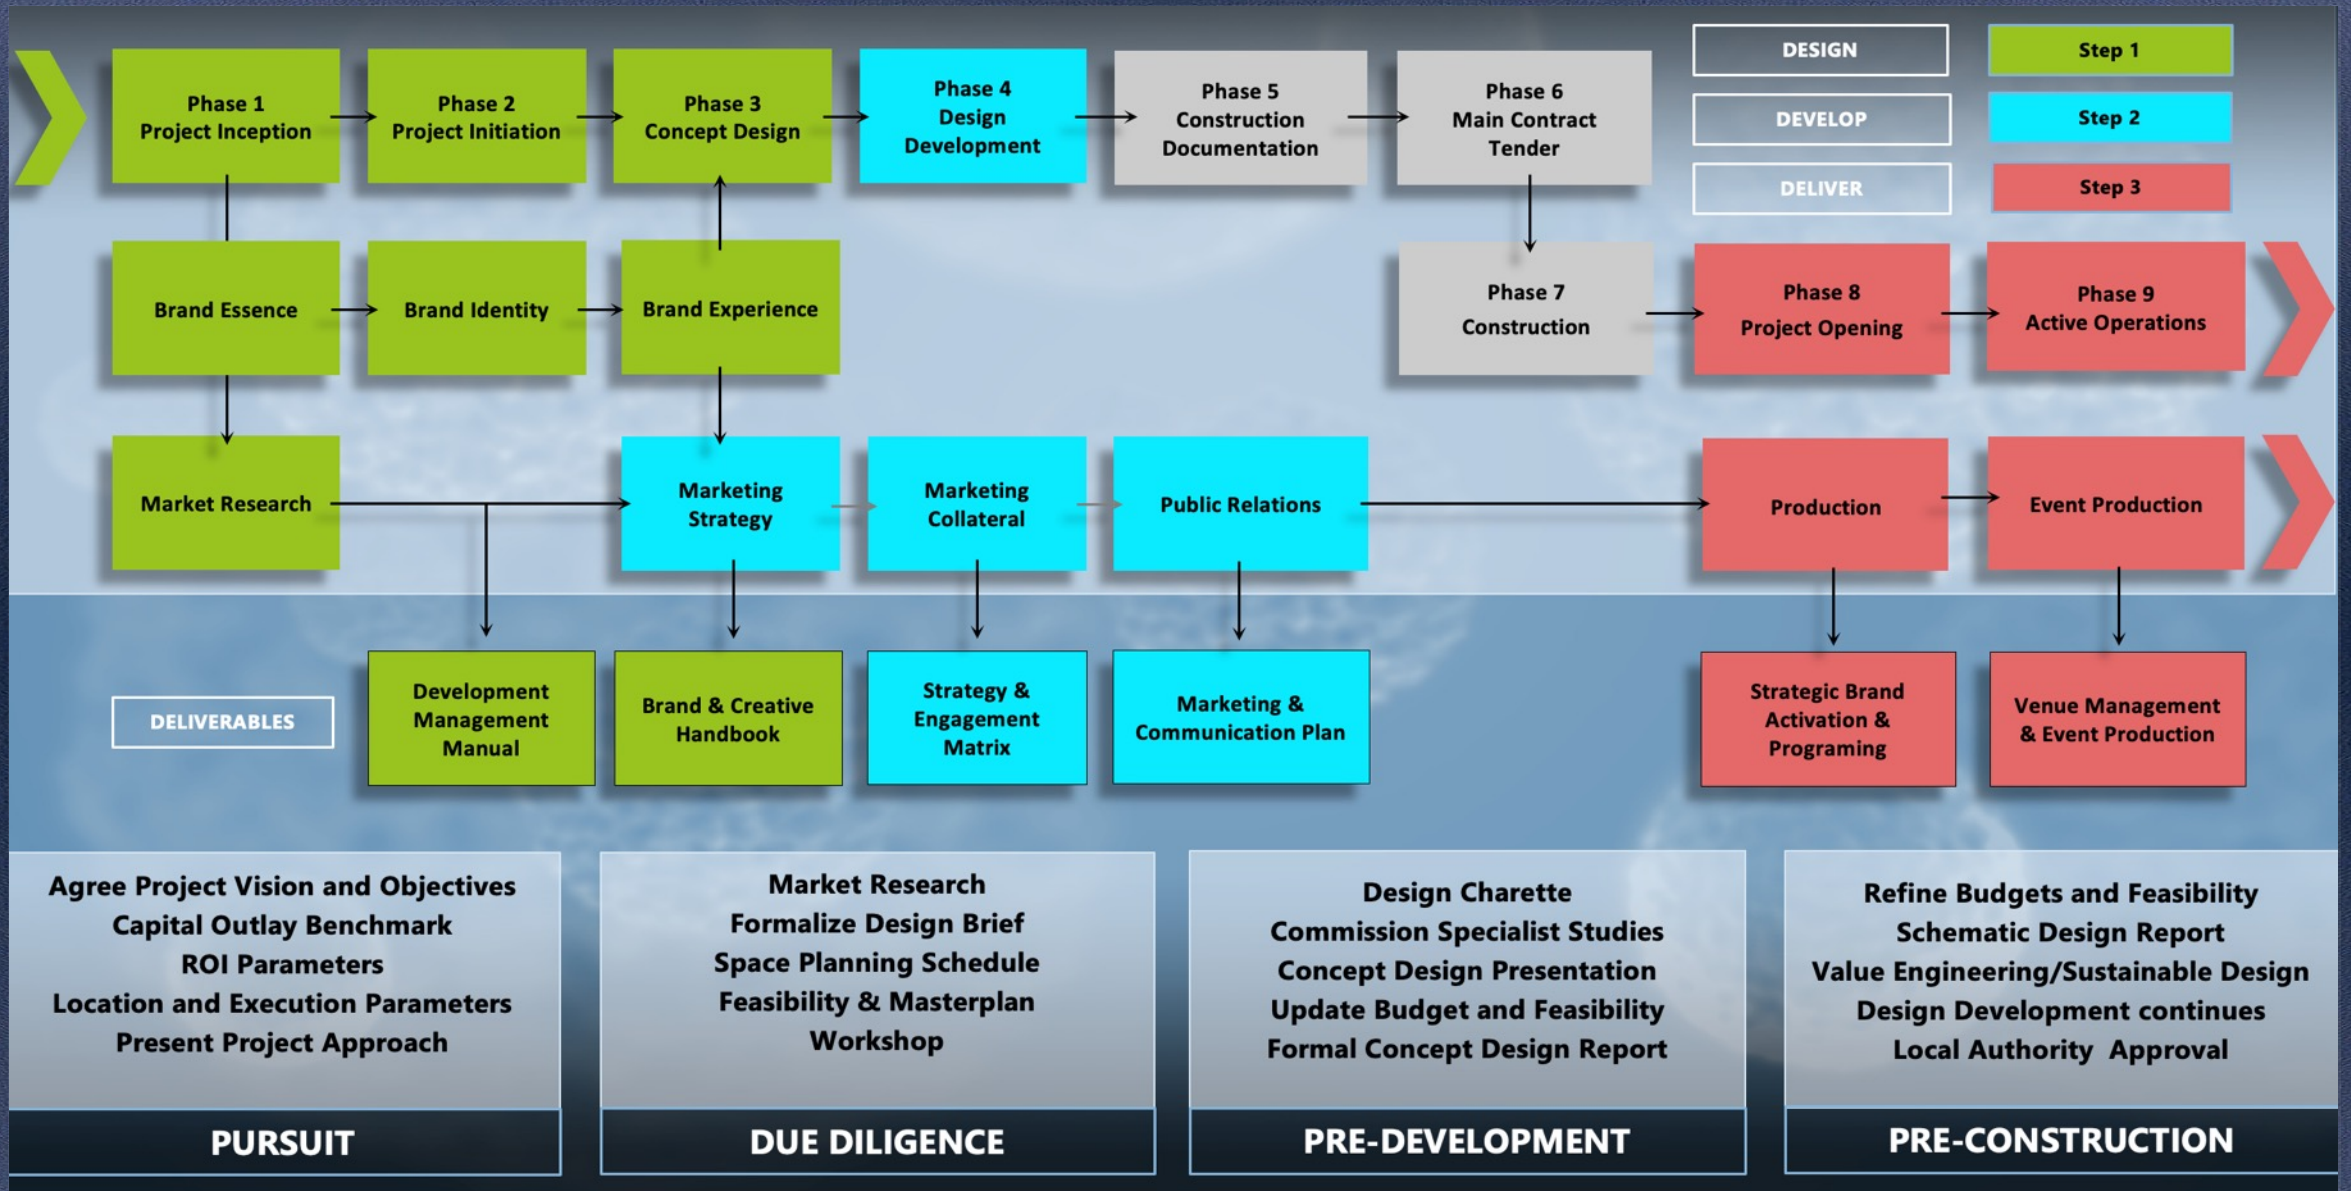 Phase 1
Project Inception
Phase 2
Project Initiation
Phase 3
Concept Design
Phase 4
Design
Development
Phase 5
Construction
Documentation
Phase 6
Main Contract
Tender
DESIGN
Step 1
DEVELOP
Step 2
DELIVER
Step 3
Brand Essence
Brand Identity
Brand Experience
Phase 7
Construction
Phase 8
Project Opening
Phase 9
Active Operations
Market Research
Marketing
Strategy
Marketing
Collateral
Public Relations
Production
Event Production
DELIVERABLES
Development
Management
Manual
Brand & Creative
Handbook
Strategy &
Engagement
Matrix
Marketing &
Communication Plan
Strategic Brand
Activation &
Programing
Venue Management
& Event Production
Agree Project Vision and Objectives
Capital Outlay Benchmark
ROI Parameters
Location and Execution Parameters
Present Project Approach
PURSUIT
Market Research
Formalize Design Brief
Space Planning Schedule
Feasibility & Masterplan
Workshop
DUE DILIGENCE
Design Charette
Commission Specialist Studies
Concept Design Presentation
Update Budget and Feasibility
Formal Concept Design Report
PRE-DEVELOPMENT
Refine Budgets and Feasibility
Schematic Design Report
Value Engineering/Sustainable Design
Design Development continues
Local Authority Approval
PRE-CONSTRUCTION